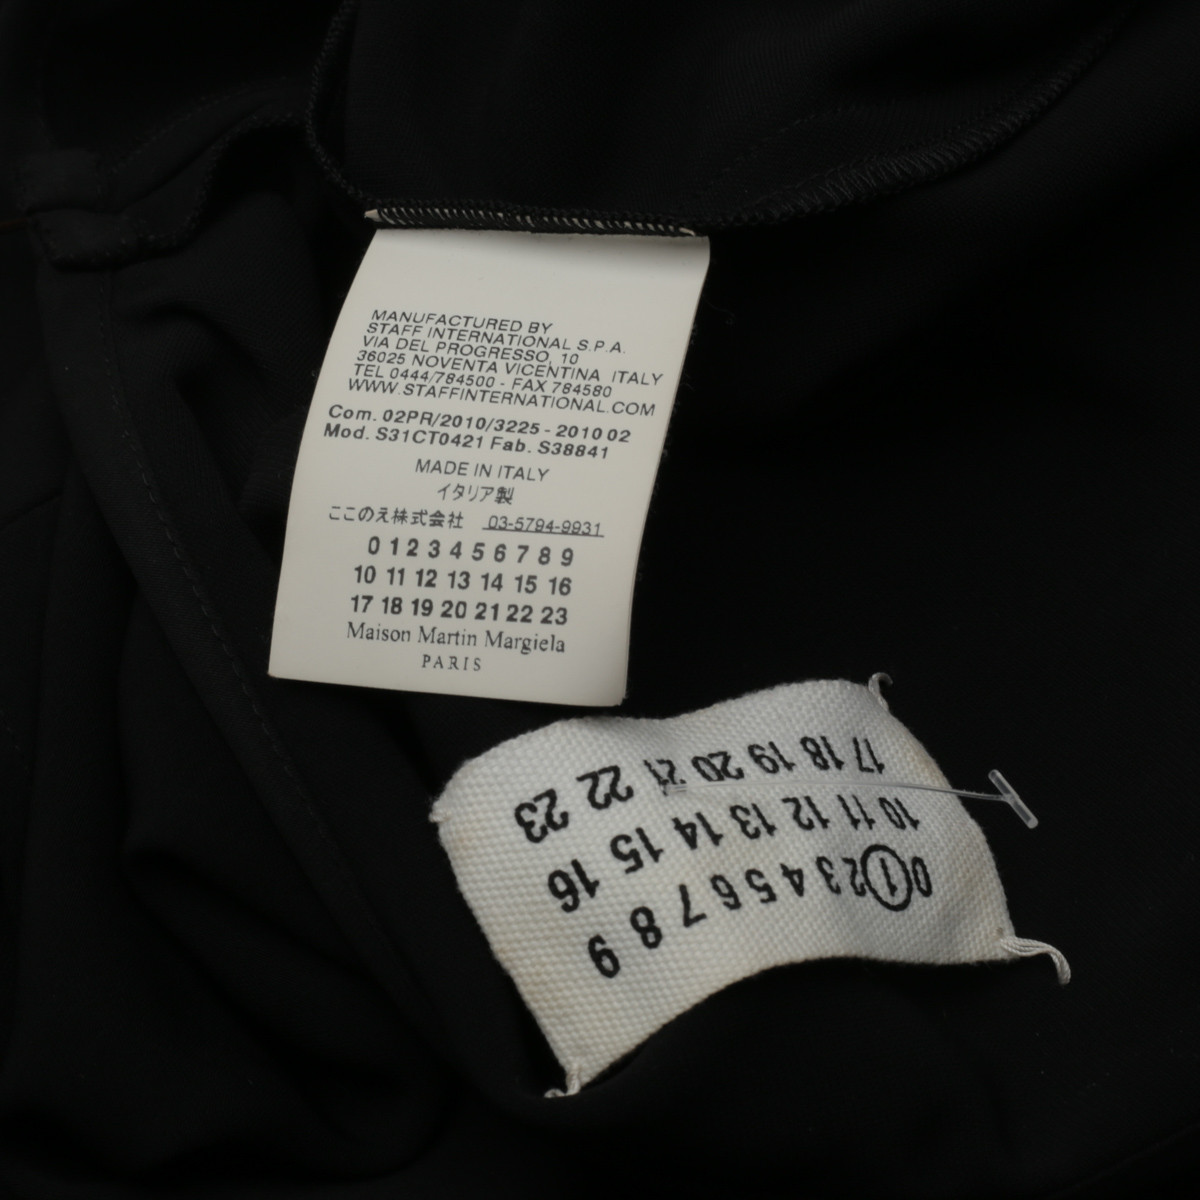 MANUFACTURED BY
STAFF INTERNATIONAL S.P.A.
VIA DEL PROGRESSO, 10
36025 NOVENTA VICENTINA ITALY
TEL 0444/784500 - FAX 784580
WWW.STAFFINTERNATIONAL.COM
Com. 02PR/2010/3225 - 2010 02
Mod. S31CT0421 Fab. S38841
MADE IN ITALY
イタリア製
ここのえ株式会社 03-5794-9931
0 1 2 3 4 5 6 7 8 9
10 11 12 13 14 15 16
17 18 19 20 21 22 23
Maison Martin Margiela
PARIS
0 1 2 3 4 5 6 7 8 9
10 11 12 13 14 15 16
17 18 19 20 21 22 23